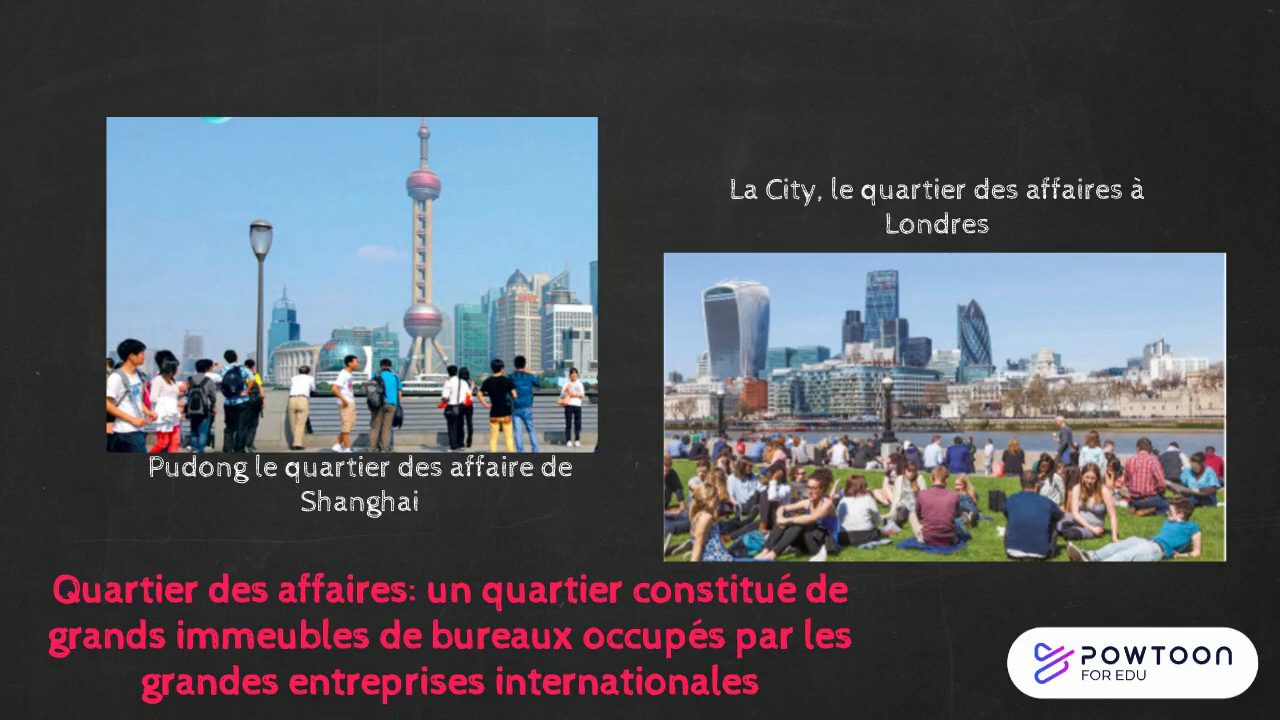 La City, le quartier des affaires à
Londres
Pudong le quartier des affaire de
Shanghai
Quartier des affaires: un quartier constitué de
grands immeubles de bureaux occupés par les
grandes entreprises internationales
POWTOON
FOR EDU